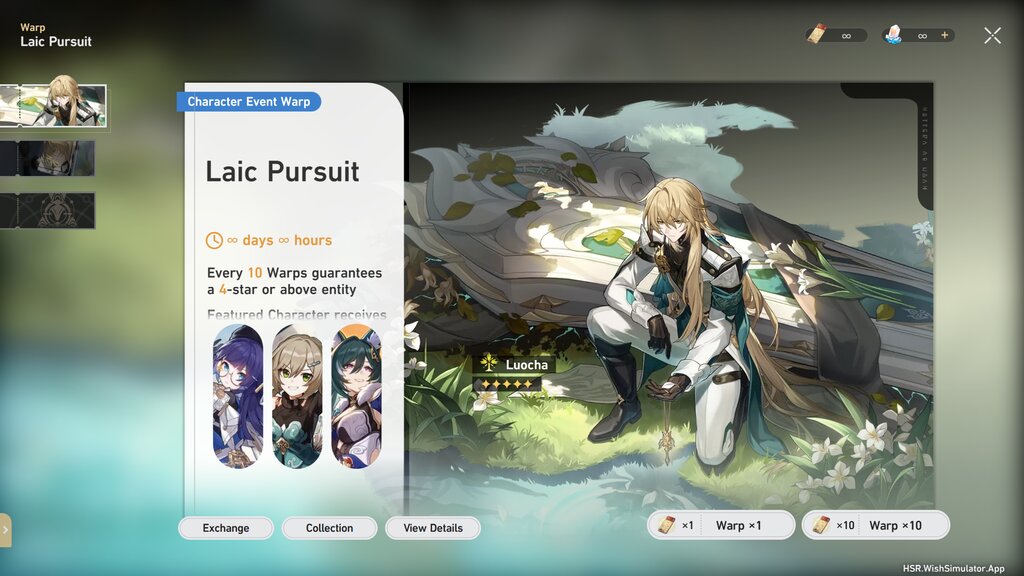 Warp
Laic Pursuit
∞
∞ +
Character Event Warp
Laic Pursuit
∞ days ∞ hours
Every 10 Warps guarantees
a 4-star or above entity
Featured Character receives
Luocha
Exchange
Collection
View Details
×1 Warp ×1
×10 Warp ×10
HSR.WishSimulator.App